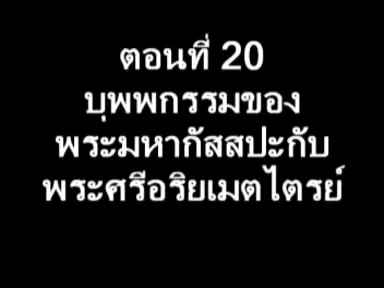 ตอนที่ 20
บุพพกรรมของ
พระมหากัสสปะกับ
พระศรีอริยเมตไตรย์